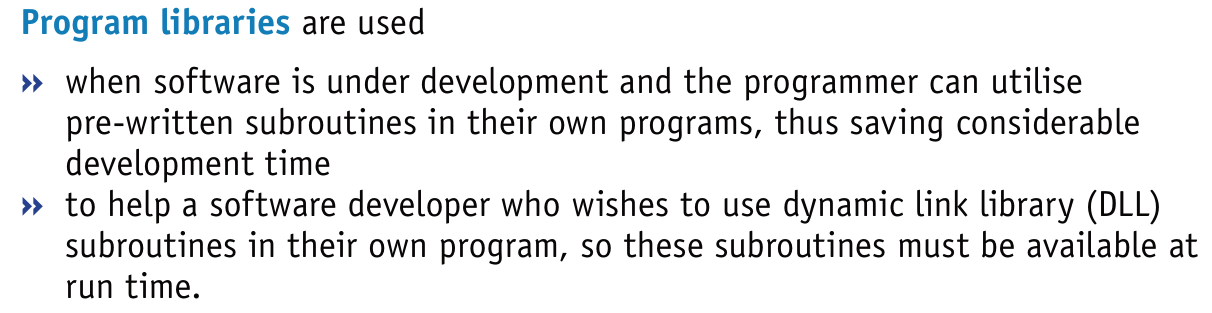 Program libraries are used
» when software is under development and the programmer can utilise
pre-written subroutines in their own programs, thus saving considerable
development time
» to help a software developer who wishes to use dynamic link library (DLL)
subroutines in their own program, so these subroutines must be available at
run time.